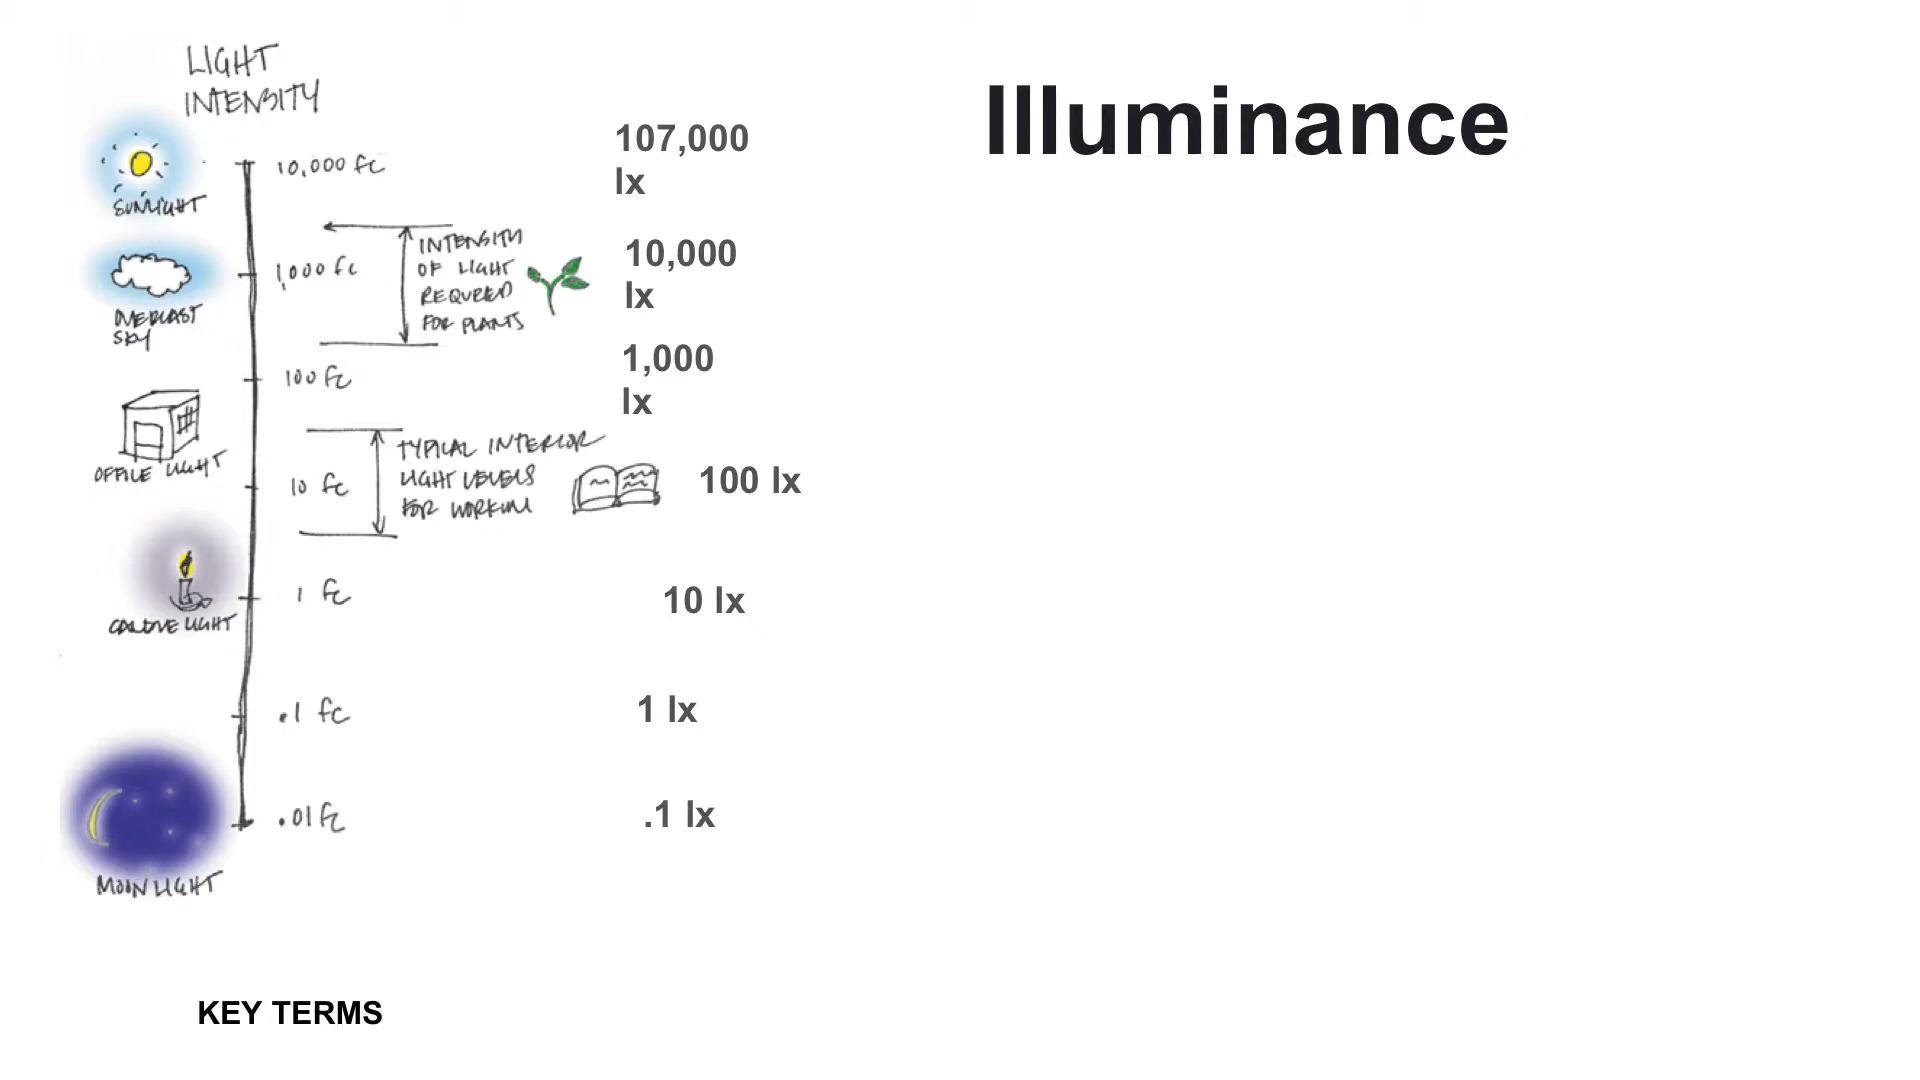 LIGHT
INTENSITY
SUNLIGHT
10,000 fc
107,000
lx
Illuminance
INTENSITY
OF LIGHT
REQUIRED
FOR PLANTS
OVERCAST
SKY
1,000 fc
10,000
lx
100 fc
1,000
lx
OFFICE LIGHT
TYPICAL INTERIOR
LIGHT LEVELS
FOR WORKING
10 fc
100 lx
CANDLE LIGHT
1 fc
10 lx
.1 fc
1 lx
.01 fc
.1 lx
MOONLIGHT
KEY TERMS